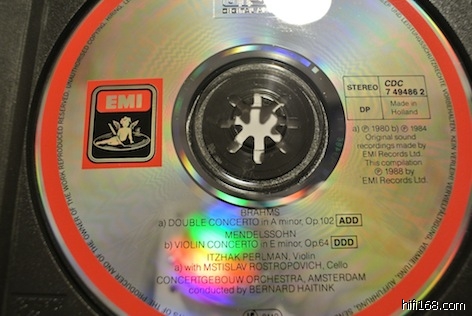 DIGITAL AUDIO
EMI
STEREO
CDC
7 49486 2
DP
Made in
Holland
a) ℗ 1980 b) ℗ 1984
Original sound
recordings made by
EMI Records Ltd.
This compilation
℗ 1988 by
EMI Records Ltd.
BRAHMS
a) DOUBLE CONCERTO in A minor, Op.102 ADD
MENDELSSOHN
b) VIOLIN CONCERTO in E minor, Op.64 DDD
ITZHAK PERLMAN, Violin
a) with MSTISLAV ROSTROPOVICH, Cello
CONCERTGEBOUW ORCHESTRA, AMSTERDAM
conducted by BERNARD HAITINK
hifi168.com